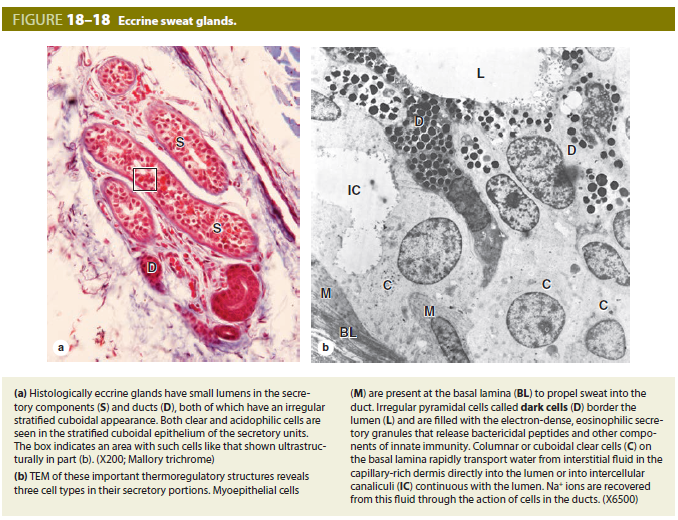 FIGURE 18–18 Eccrine sweat glands.
S
S
D
a
L
D
D
IC
C
C
C
M
M
BL
b
(a) Histologically eccrine glands have small lumens in the secre-
tory components (S) and ducts (D), both of which have an irregular
stratified cuboidal appearance. Both clear and acidophilic cells are
seen in the stratified cuboidal epithelium of the secretory units.
The box indicates an area with such cells like that shown ultrastruc-
turally in part (b). (X200; Mallory trichrome)
(b) TEM of these important thermoregulatory structures reveals
three cell types in their secretory portions. Myoepithelial cells
(M) are present at the basal lamina (BL) to propel sweat into the
duct. Irregular pyramidal cells called dark cells (D) border the
lumen (L) and are filled with the electron-dense, eosinophilic secre-
tory granules that release bactericidal peptides and other compo-
nents of innate immunity. Columnar or cuboidal clear cells (C) on
the basal lamina rapidly transport water from interstitial fluid in the
capillary-rich dermis directly into the lumen or into intercellular
canaliculi (IC) continuous with the lumen. Na⁺ ions are recovered
from this fluid through the action of cells in the ducts. (X6500)